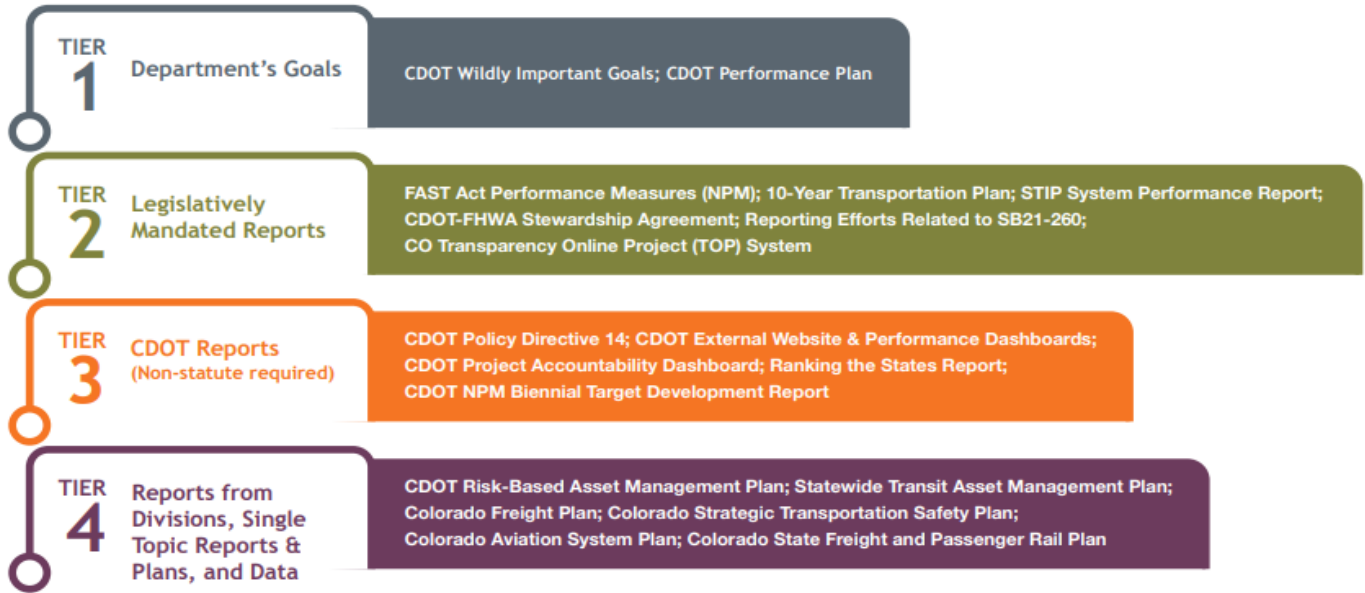 TIER
1
Department's Goals
CDOT Wildly Important Goals; CDOT Performance Plan
TIER
2
Legislatively
Mandated Reports
FAST Act Performance Measures (NPM); 10-Year Transportation Plan; STIP System Performance Report;
CDOT-FHWA Stewardship Agreement; Reporting Efforts Related to SB21-260;
CO Transparency Online Project (TOP) System
TIER
3
CDOT Reports
(Non-statute required)
CDOT Policy Directive 14; CDOT External Website & Performance Dashboards;
CDOT Project Accountability Dashboard; Ranking the States Report;
CDOT NPM Biennial Target Development Report
TIER
4
Reports from
Divisions, Single
Topic Reports &
Plans, and Data
CDOT Risk-Based Asset Management Plan; Statewide Transit Asset Management Plan;
Colorado Freight Plan; Colorado Strategic Transportation Safety Plan;
Colorado Aviation System Plan; Colorado State Freight and Passenger Rail Plan